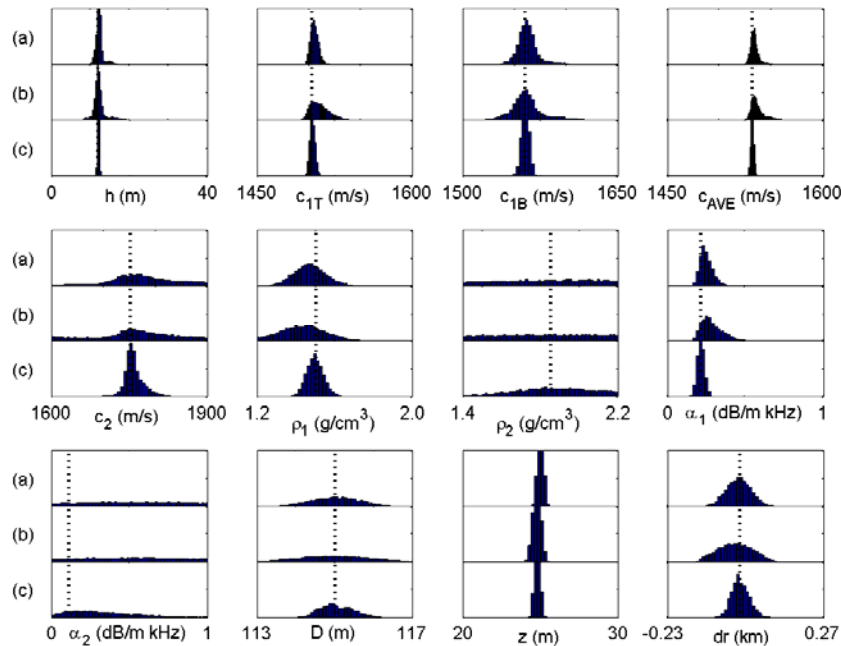 (a)
(b)
(c)
0 h (m) 40
1450 c1T (m/s) 1600
1500 c1B (m/s) 1650
1450 cAVE (m/s) 1600
(a)
(b)
(c)
1600 c2 (m/s) 1900
1.2 ρ1 (g/cm³) 2.0
1.4 ρ2 (g/cm³) 2.2
0 α1 (dB/m kHz) 1
(a)
(b)
(c)
0 α2 (dB/m kHz) 1
113 D (m) 117
20 z (m) 30
-0.23 dr (km) 0.27